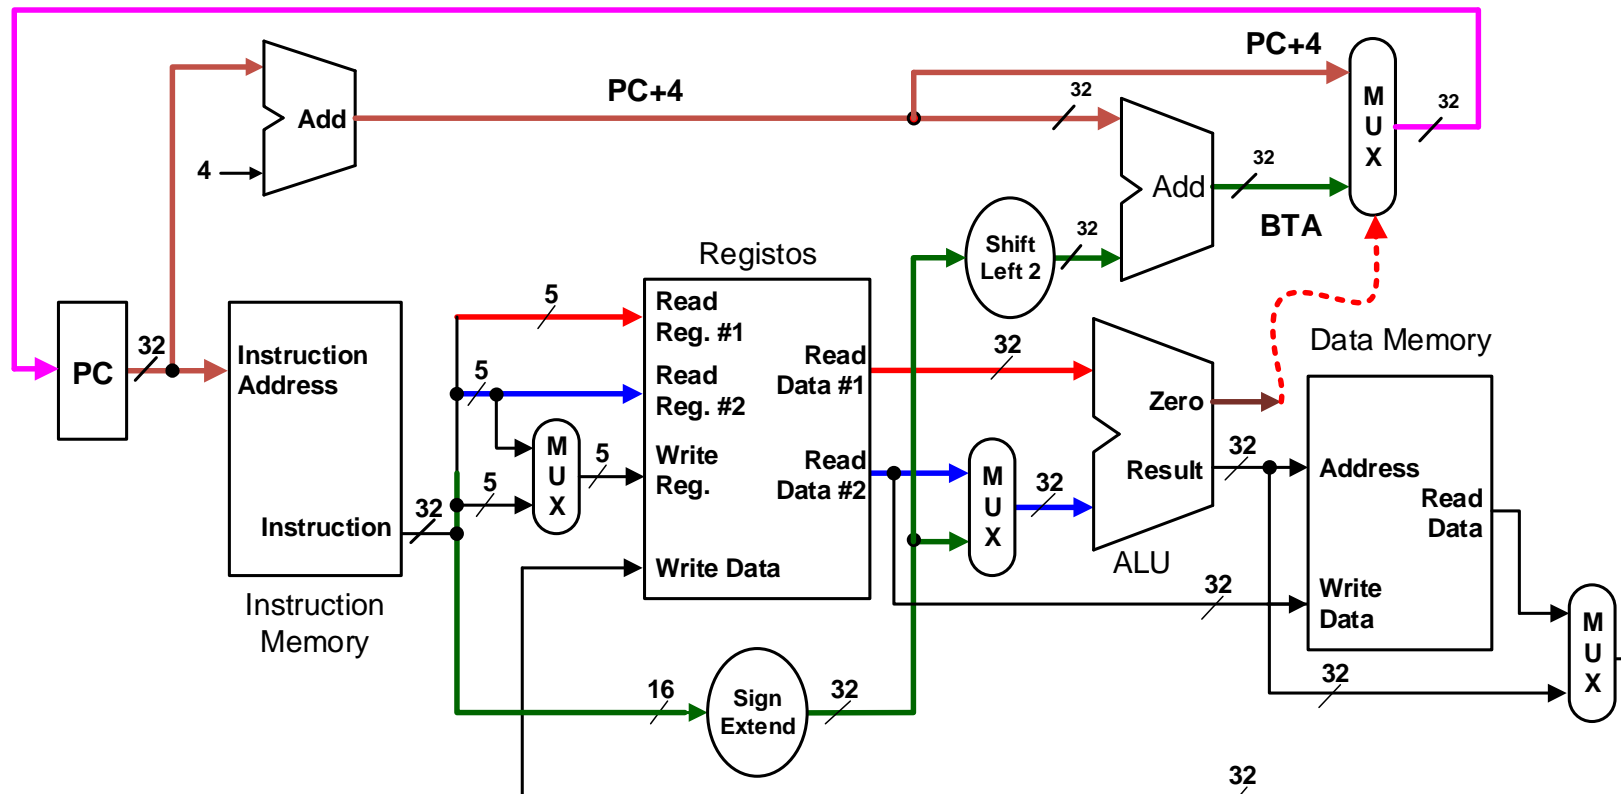 PC+4
PC+4
32
32
M
U
X
Add
4
32
Add
BTA
32
Shift
Left 2
Registos
5
Read
Reg. #1
32
PC
32
Instruction
Address
Read
Data #1
32
Data Memory
5
Read
Reg. #2
Zero
M
U
X
5
Write
Reg.
Read
Data #2
M
U
X
32
Result
32
Address
Read
Data
5
32
Instruction
Write Data
ALU
32
Write
Data
Instruction
Memory
M
U
X
32
16
Sign
Extend
32
32
32